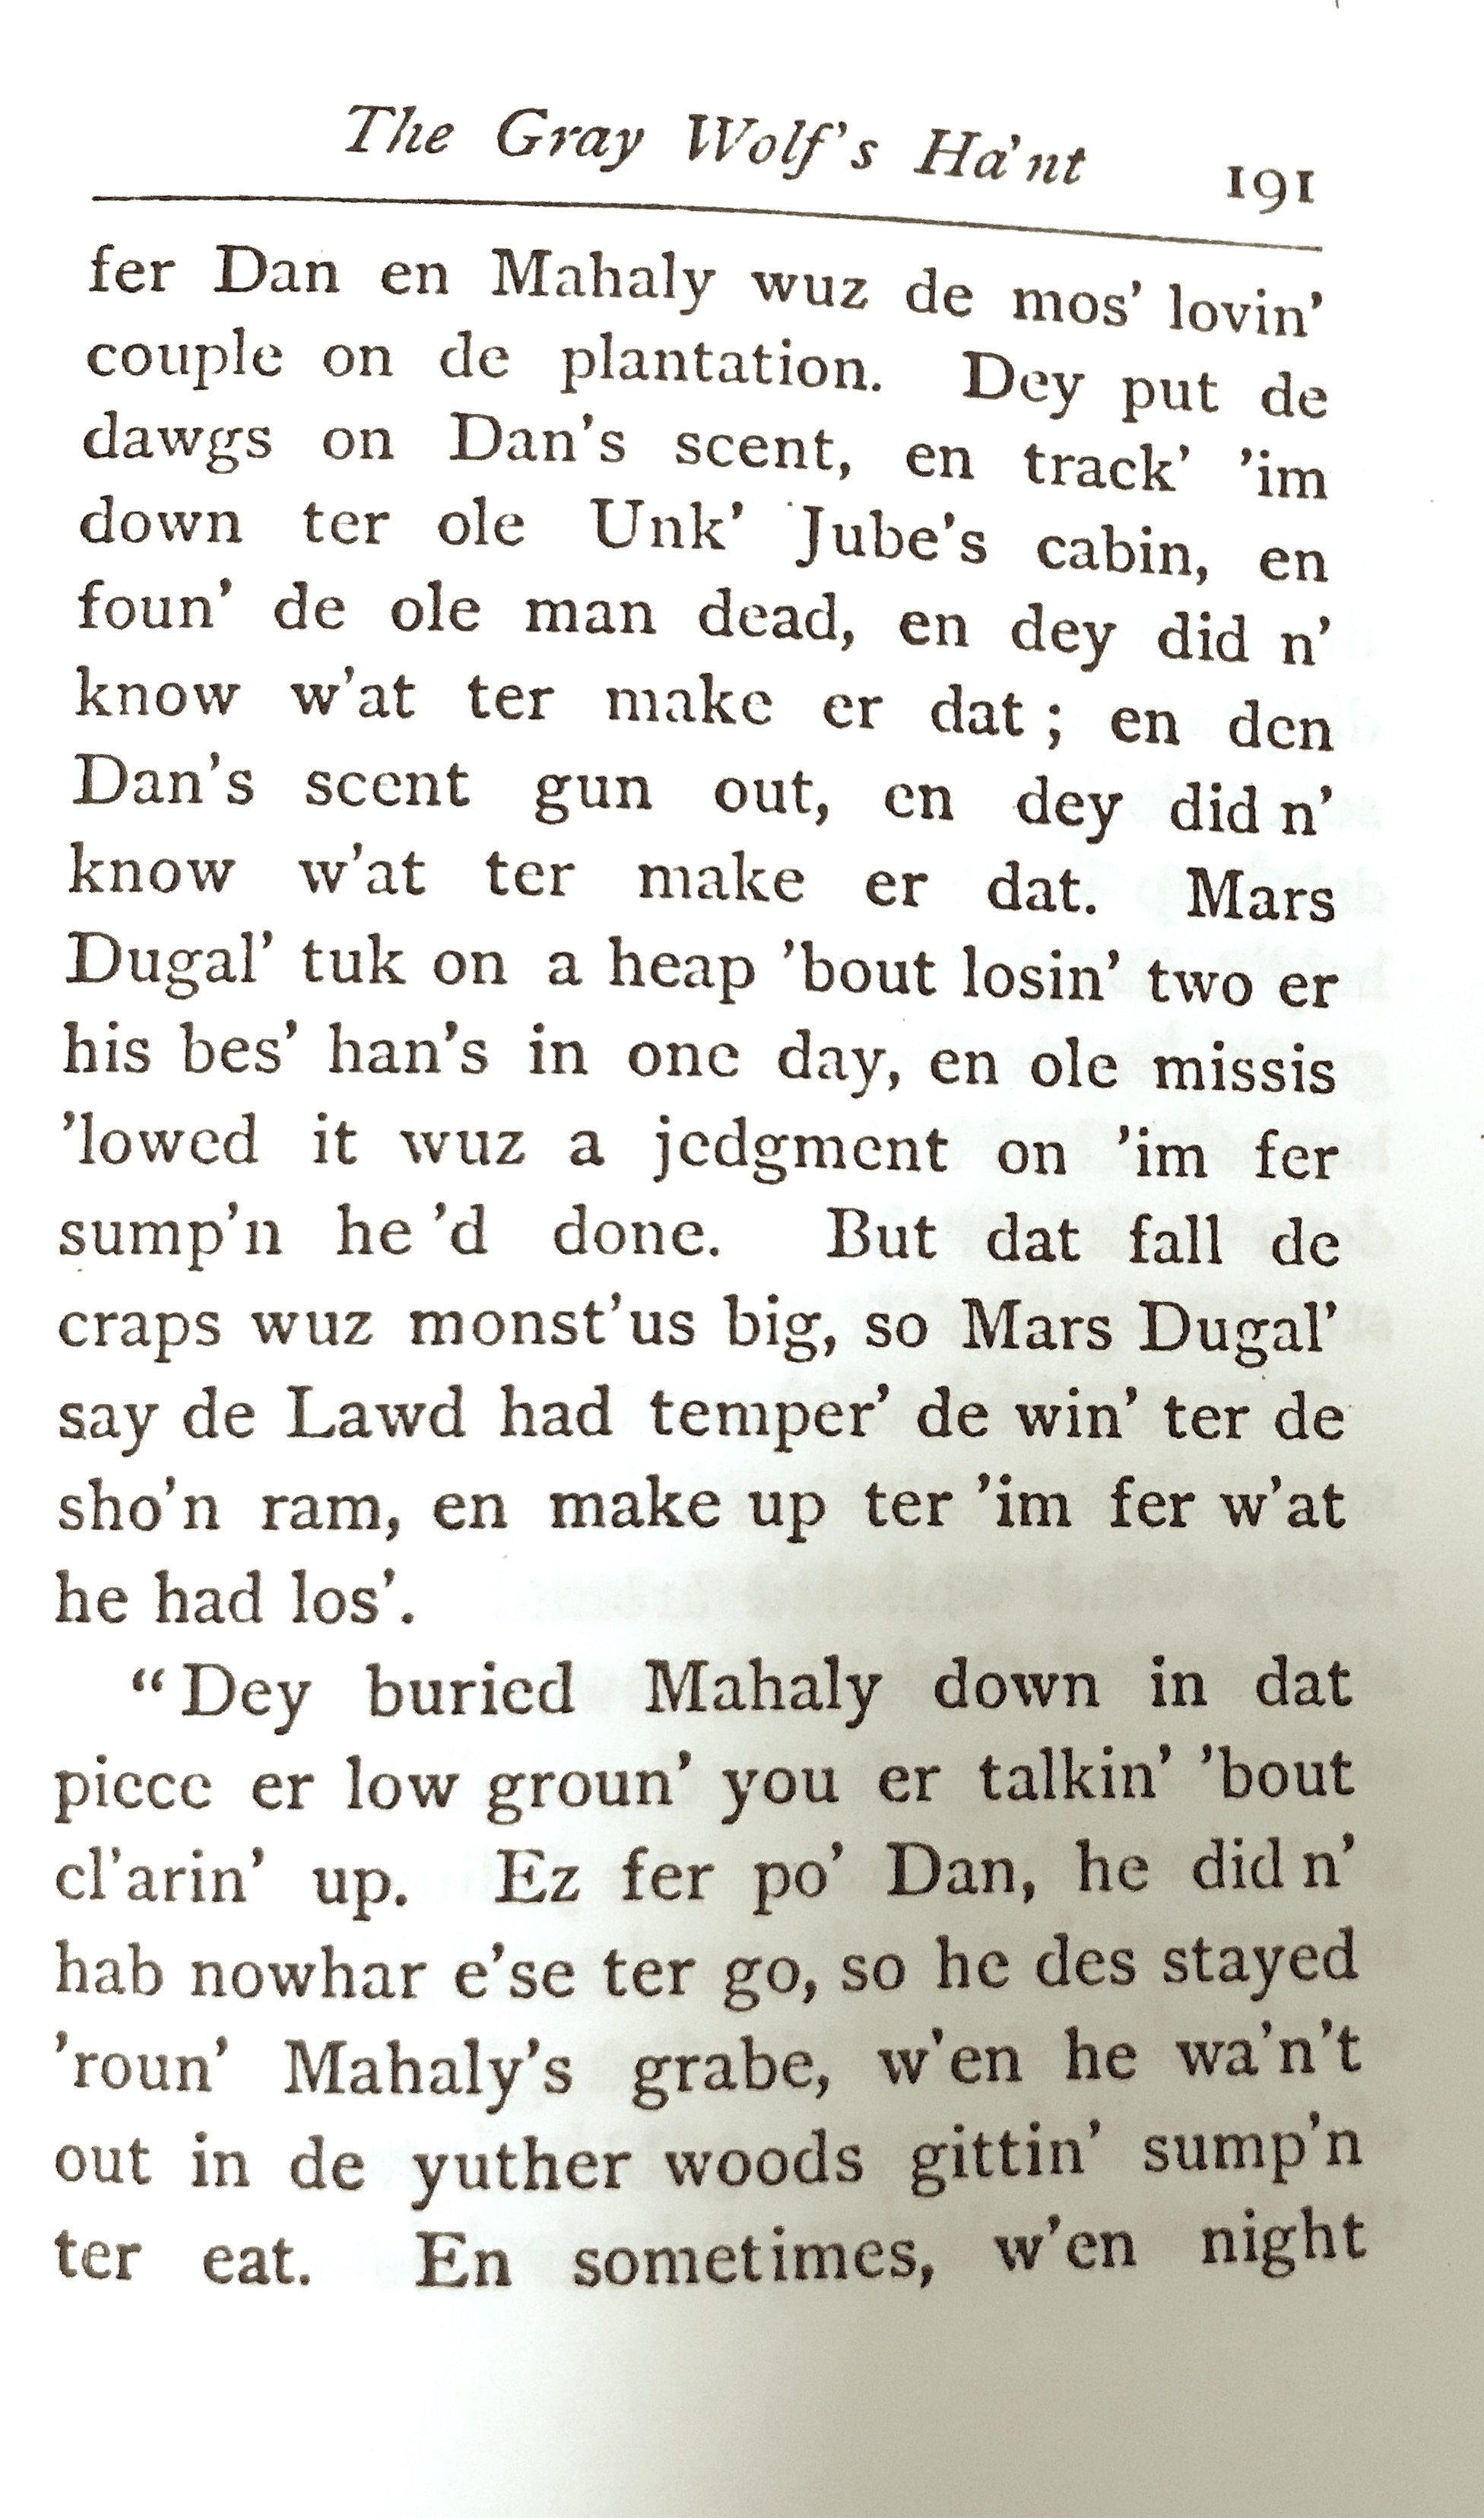 The Gray Wolf's Ha'nt 191
fer Dan en Mahaly wuz de mos' lovin'
couple on de plantation. Dey put de
dawgs on Dan's scent, en track' 'im
down ter ole Unk' Jube's cabin, en
foun' de ole man dead, en dey did n'
know w'at ter make er dat; en den
Dan's scent gun out, en dey did n'
know w'at ter make er dat. Mars
Dugal' tuk on a heap 'bout losin' two er
his bes' han's in one day, en ole missis
'lowed it wuz a jedgment on 'im fer
sump'n he 'd done. But dat fall de
craps wuz monst'us big, so Mars Dugal'
say de Lawd had temper' de win' ter de
sho'n ram, en make up ter 'im fer w'at
he had los'.
"Dey buried Mahaly down in dat
piece er low groun' you er talkin' 'bout
cl'arin' up. Ez fer po' Dan, he did n'
hab nowhar e'se ter go, so he des stayed
'roun' Mahaly's grabe, w'en he wa'n't
out in de yuther woods gittin' sump'n
ter eat. En sometimes, w'en night